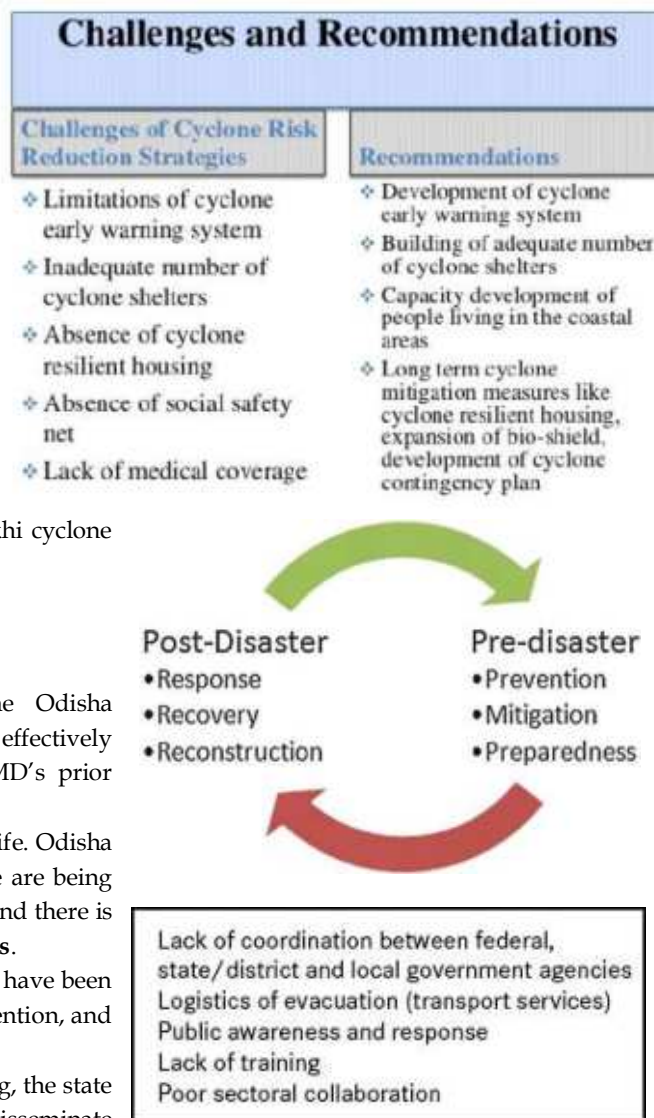 Challenges and Recommendations
Challenges of Cyclone Risk
Reduction Strategies
❖ Limitations of cyclone
early warning system
❖ Inadequate number of
cyclone shelters
❖ Absence of cyclone
resilient housing
❖ Absence of social safety
net
❖ Lack of medical coverage
Recommendations
❖ Development of cyclone
early warning system
❖ Building of adequate number
of cyclone shelters
❖ Capacity development of
people living in the coastal
areas
❖ Long term cyclone
mitigation measures like
cyclone resilient housing,
expansion of bio-shield,
development of cyclone
contingency plan
cyclone
Post-Disaster
•Response
•Recovery
•Reconstruction
Pre-disaster
•Prevention
•Mitigation
•Preparedness
Odisha
effectively
MD's prior
ife. Odisha
e are being
nd there is
s.
have been
ention, and
g, the state
isseminate
Lack of coordination between federal,
state/district and local government agencies
Logistics of evacuation (transport services)
Public awareness and response
Lack of training
Poor sectoral collaboration